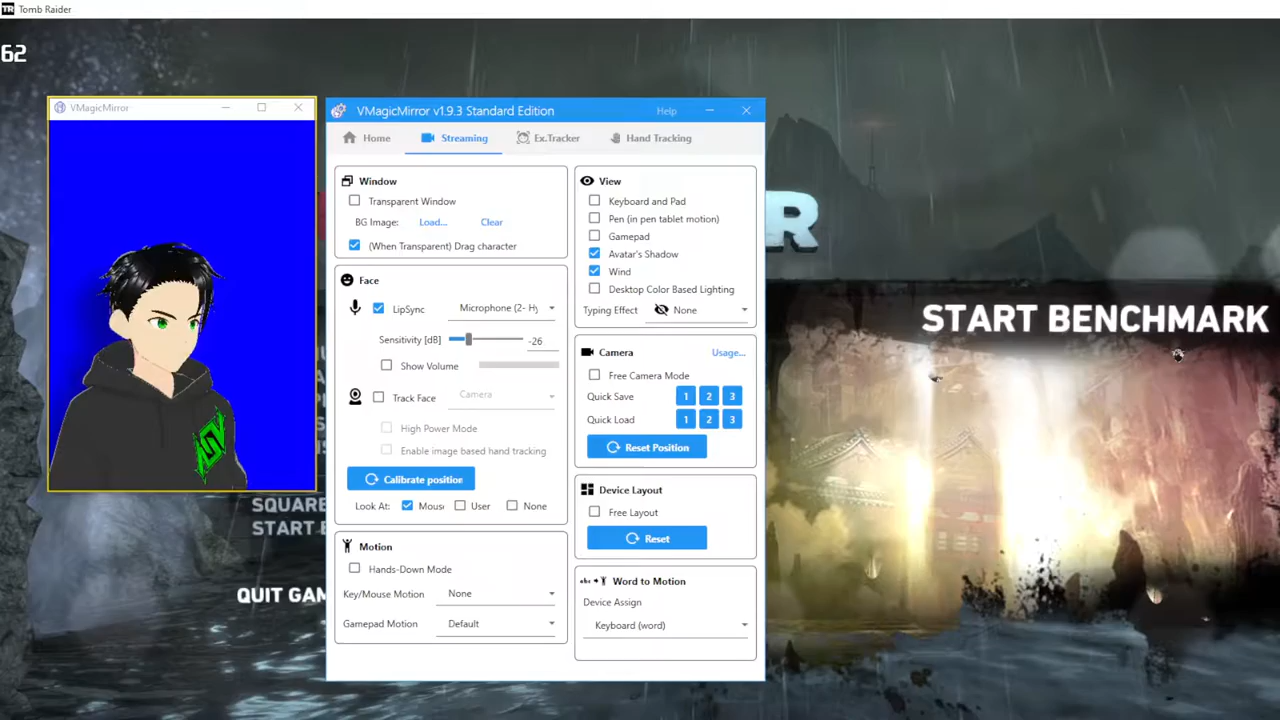 Tomb Raider
62
VMagicMirror
VMagicMirror v1.9.3 Standard Edition
Help
Home
Streaming
Ex.Tracker
Hand Tracking
Window
Transparent Window
BG Image:
Load...
Clear
(When Transparent) Drag character
Face
LipSync
Microphone (2- Hy
Sensitivity [dB]
-26
Show Volume
Track Face
Camera
High Power Mode
Enable image based hand tracking
Calibrate position
Look At:
Mouse
User
None
Motion
Hands-Down Mode
Key/Mouse Motion
None
Gamepad Motion
Default
View
Keyboard and Pad
Pen (in pen tablet motion)
Gamepad
Avatar's Shadow
Wind
Desktop Color Based Lighting
Typing Effect
None
Camera
Usage...
Free Camera Mode
Quick Save
1 2 3
Quick Load
1 2 3
Reset Position
Device Layout
Free Layout
Reset
Word to Motion
Device Assign
Keyboard (word)
R
START BENCHMARK
SQUARE
START
QUIT GAM